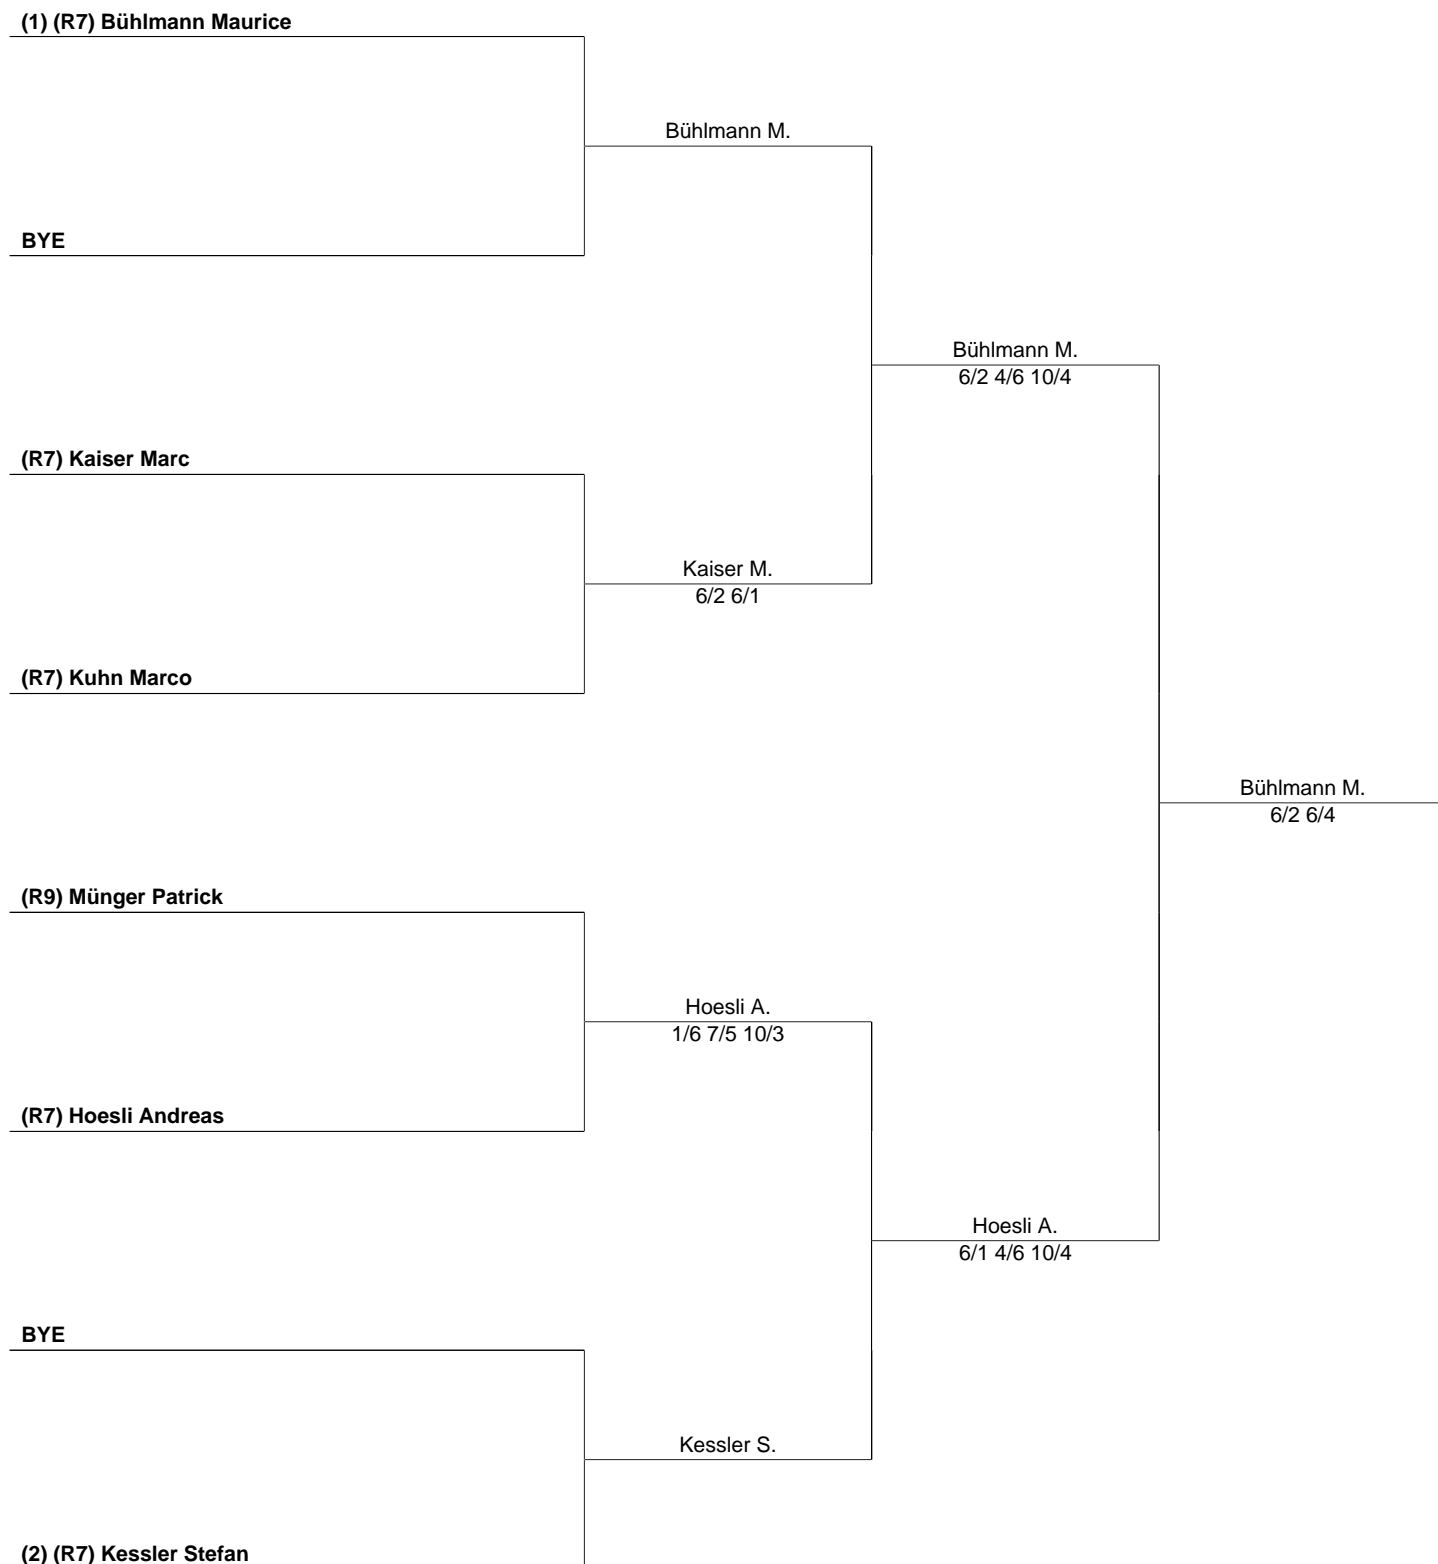 (1) (R7) Bühlmann Maurice
Bühlmann M.
BYE
Bühlmann M.
6/2 4/6 10/4
(R7) Kaiser Marc
Kaiser M.
6/2 6/1
(R7) Kuhn Marco
Bühlmann M.
6/2 6/4
(R9) Münger Patrick
Hoesli A.
1/6 7/5 10/3
(R7) Hoesli Andreas
Hoesli A.
6/1 4/6 10/4
BYE
Kessler S.
(2) (R7) Kessler Stefan